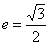 e = √3/2